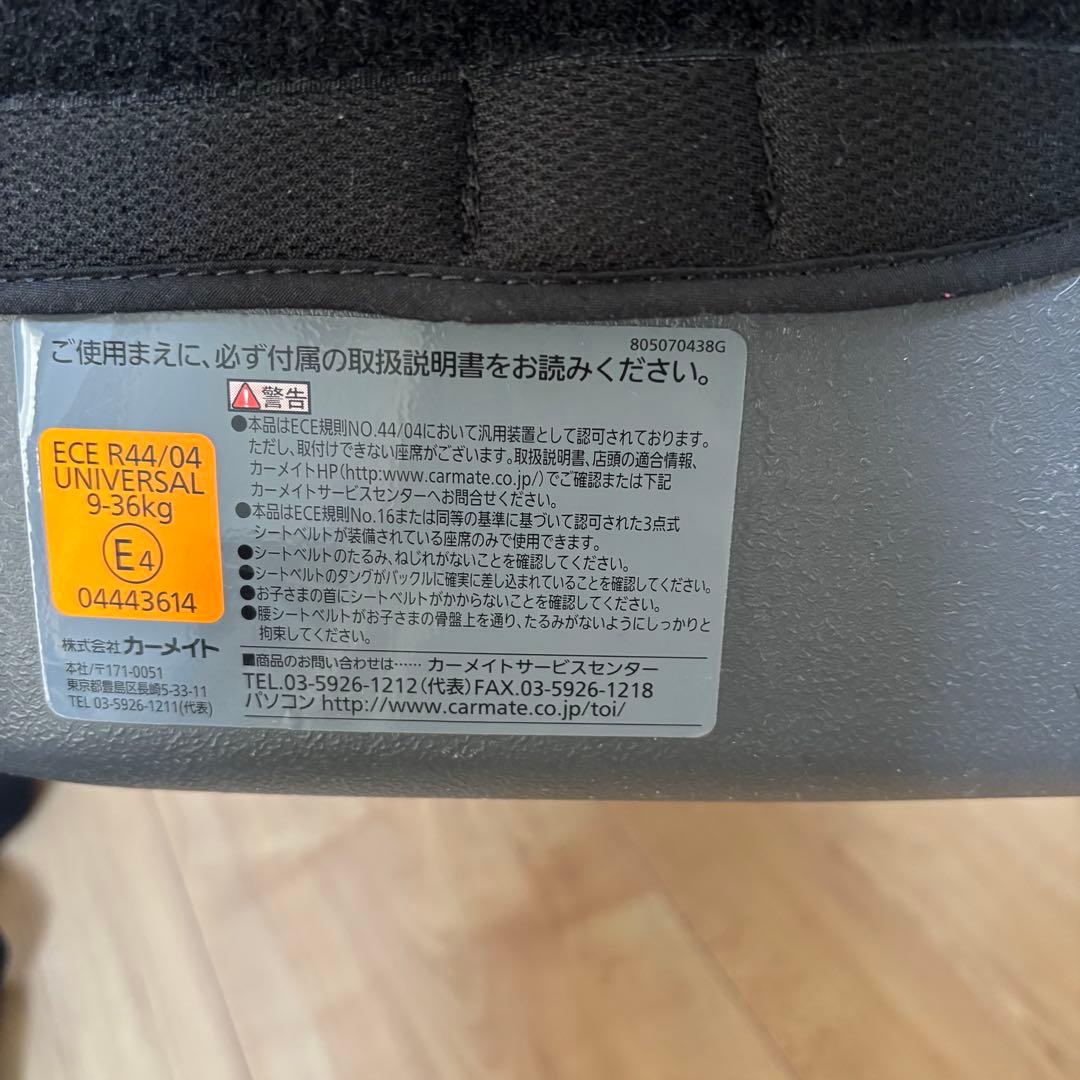 805070438G
ご使用まえに、必ず付属の取扱説明書をお読みください。
警告
●本品はECE規則NO.44/04において汎用装置として認可されております。
ただし、取付けできない座席がございます。取扱説明書、店頭の適合情報、
カーメイトHP(http:www.carmate.co.jp/)でご確認または下記
カーメイトサービスセンターへお問合せください。
●本品はECE規則No.16または同等の基準に基づいて認可された3点式
シートベルトが装備されている座席のみで使用できます。
●シートベルトのたるみ、ねじれがないことを確認してください。
●シートベルトのタングがバックルに確実に差し込まれていることを確認してください。
●お子さまの首にシートベルトがかからないことを確認してください。
●腰シートベルトがお子さまの骨盤上を通り、たるみがないようにしっかりと
拘束してください。
■商品のお問い合わせは…… カーメイトサービスセンター
TEL.03-5926-1212(代表)FAX.03-5926-1218
パソコン http://www.carmate.co.jp/toi/
ECE R44/04
UNIVERSAL
9-36kg
E4
04443614
株式会社 カーメイト
本社/〒171-0051
東京都豊島区長崎5-33-11
TEL 03-5926-1211(代表)